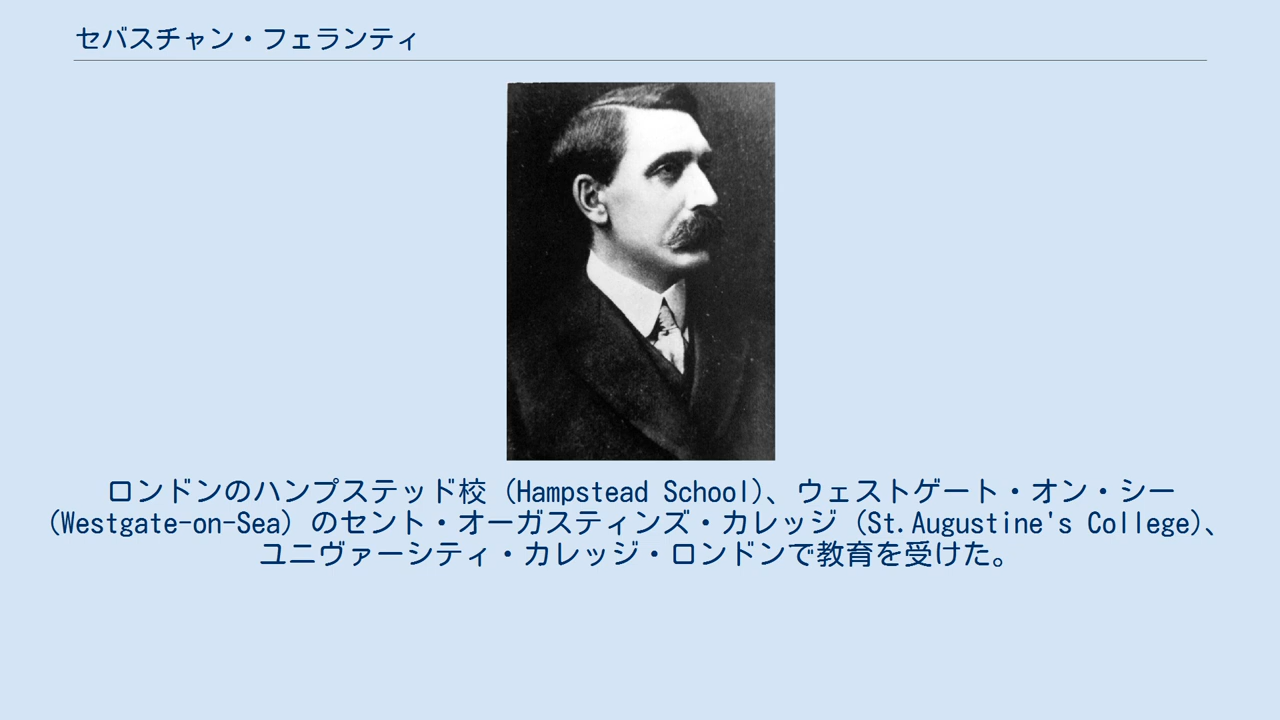 セバスチャン・フェランティ
ロンドンのハンプステッド校（Hampstead School）、ウェストゲート・オン・シー
（Westgate-on-Sea）のセント・オーガスティンズ・カレッジ（St.Augustine's College）、
ユニヴァーシティ・カレッジ・ロンドンで教育を受けた。